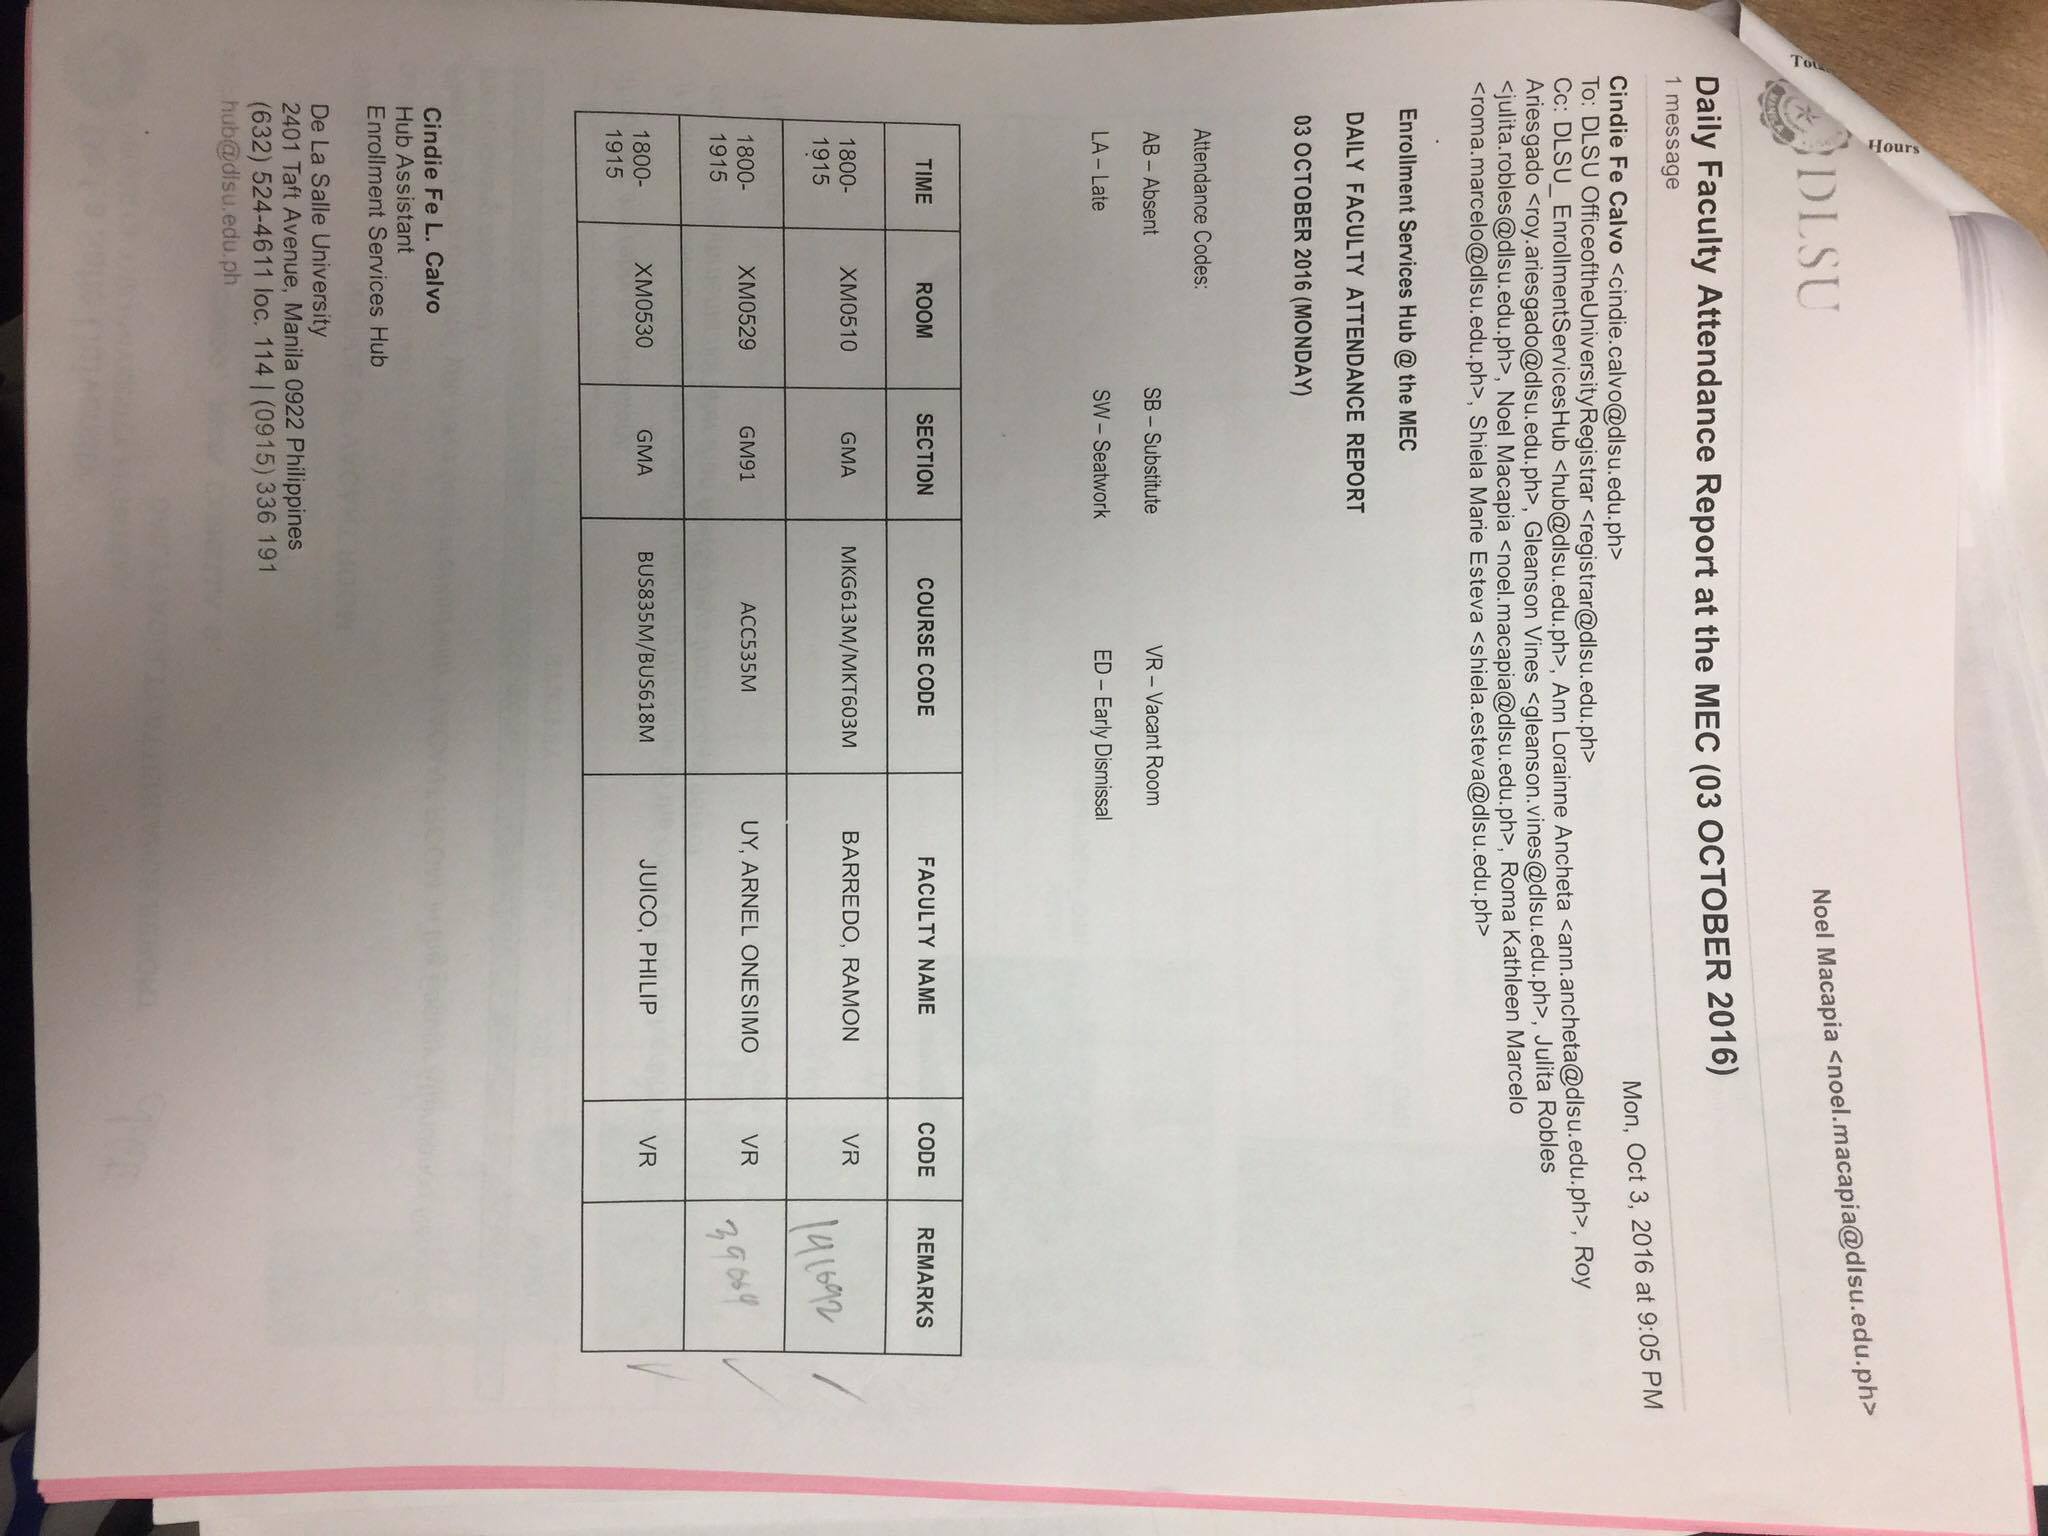 Hours
DLSU
MANILA
Noel Macapia <noel.macapia@dlsu.edu.ph>
Daily Faculty Attendance Report at the MEC (03 OCTOBER 2016)
1 message
Cindie Fe Calvo <cindie.calvo@dlsu.edu.ph>
Mon, Oct 3, 2016 at 9:05 PM
To: DLSU OfficeoftheUniversityRegistrar <registrar@dlsu.edu.ph>
Cc: DLSU_ EnrollmentServicesHub <hub@dlsu.edu.ph>, Ann Lorainne Ancheta <ann.ancheta@dlsu.edu.ph>, Roy
Ariesgado <roy.ariesgado@dlsu.edu.ph>, Gleanson Vines <gleanson.vines@dlsu.edu.ph>, Julita Robles
<julita.robles@dlsu.edu.ph>, Noel Macapia <noel.macapia@dlsu.edu.ph>, Roma Kathleen Marcelo
<roma.marcelo@dlsu.edu.ph>, Shiela Marie Esteva <shiela.esteva@dlsu.edu.ph>
Enrollment Services Hub @ the MEC
DAILY FACULTY ATTENDANCE REPORT
03 OCTOBER 2016 (MONDAY)
Attendance Codes:
AB – Absent SB – Substitute VR – Vacant Room
LA – Late SW – Seatwork ED – Early Dismissal
TIME ROOM SECTION COURSE CODE FACULTY NAME CODE REMARKS
1800-
1915 XM0510 GMA MKG613M/MKT603M BARREDO, RAMON VR
1800-
1915 XM0529 GM91 ACC535M UY, ARNEL ONESIMO VR
1800-
1915 XM0530 GMA BUS835M/BUS618M JUICO, PHILIP VR
Cindie Fe L. Calvo
Hub Assistant
Enrollment Services Hub
De La Salle University
2401 Taft Avenue, Manila 0922 Philippines
(632) 524-4611 loc. 114 | (0915) 336 191
hub@dlsu.edu.ph